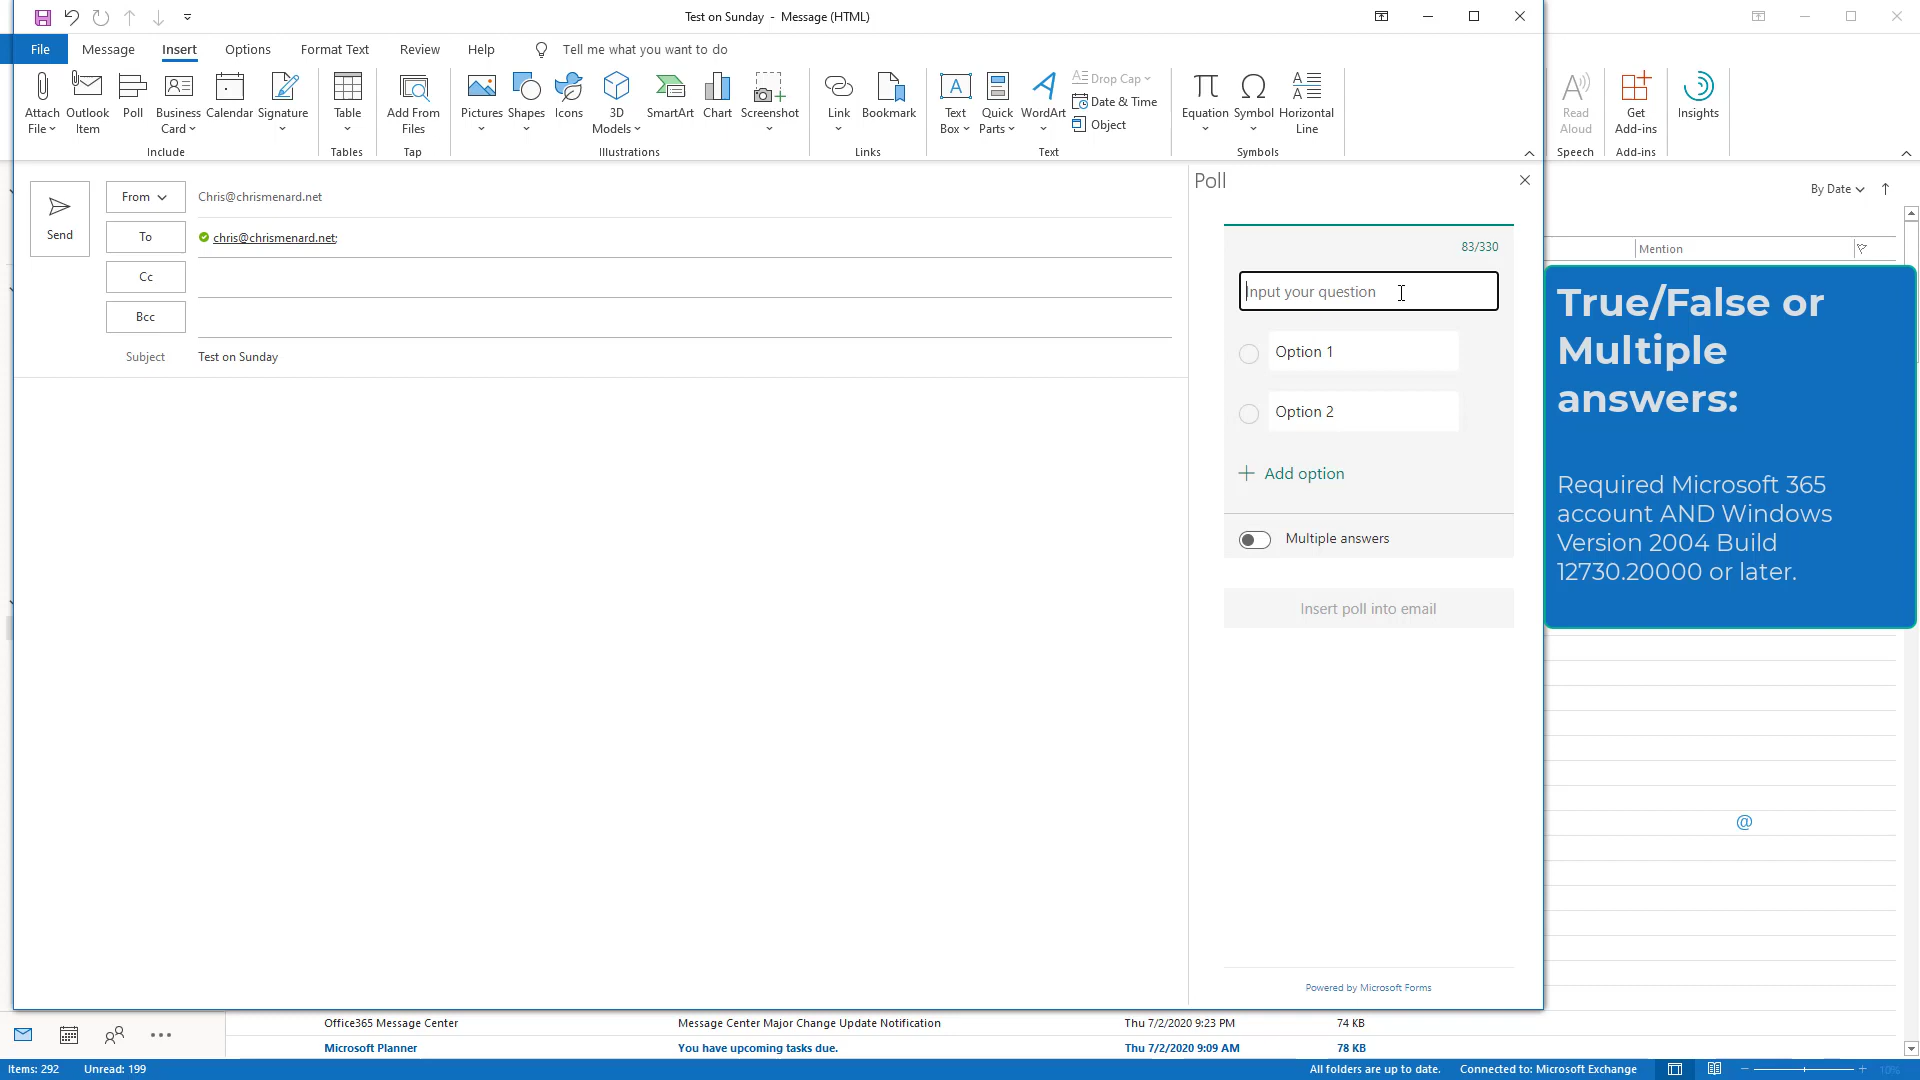 Test on Sunday - Message (HTML)
File Message Insert Options Format Text Review Help Tell me what you want to do
Attach File
Outlook Item
Poll
Business Card
Calendar
Signature
Include
Table
Tables
Add From Files
Tap
Pictures
Shapes
Icons
3D Models
SmartArt
Chart
Screenshot
Illustrations
Link
Bookmark
Links
Text Box
Quick Parts
WordArt
Drop Cap
Date & Time
Object
Text
Equation
Symbol
Horizontal Line
Symbols
Read Aloud
Speech
Get Add-ins
Add-ins
Insights
Send
From Chris@chrismenard.net
To chris@chrismenard.net;
Cc
Bcc
Subject Test on Sunday
Poll
83/330
Input your question
Option 1
Option 2
Add option
Multiple answers
Insert poll into email
Powered by Microsoft Forms
By Date
Mention
True/False or
Multiple
answers:
Required Microsoft 365
account AND Windows
Version 2004 Build
12730.20000 or later.
@
Office365 Message Center Message Center Major Change Update Notification Thu 7/2/2020 9:23 PM 74 KB
Microsoft Planner You have upcoming tasks due. Thu 7/2/2020 9:09 AM 78 KB
Items: 292 Unread: 199 All folders are up to date. Connected to: Microsoft Exchange 10%